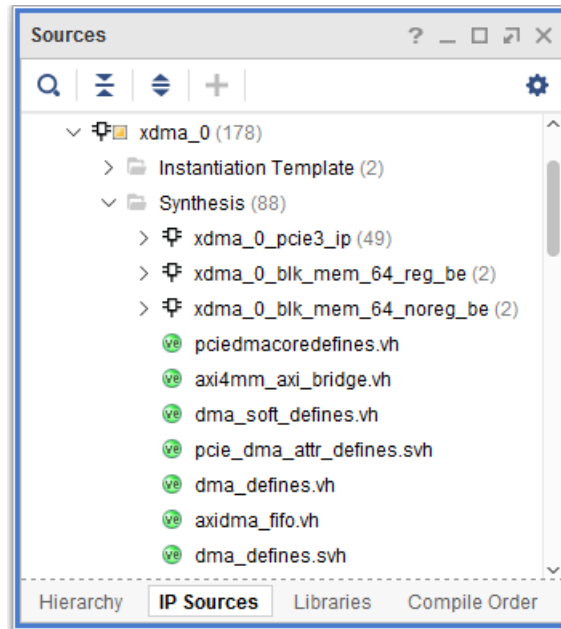 Sources
xdma_0 (178)
Instantiation Template (2)
Synthesis (88)
xdma_0_pcie3_ip (49)
xdma_0_blk_mem_64_reg_be (2)
xdma_0_blk_mem_64_noreg_be (2)
pciedmacoredefines.vh
axi4mm_axi_bridge.vh
dma_soft_defines.vh
pcie_dma_attr_defines.svh
dma_defines.vh
axidma_fifo.vh
dma_defines.svh
Hierarchy IP Sources Libraries Compile Order